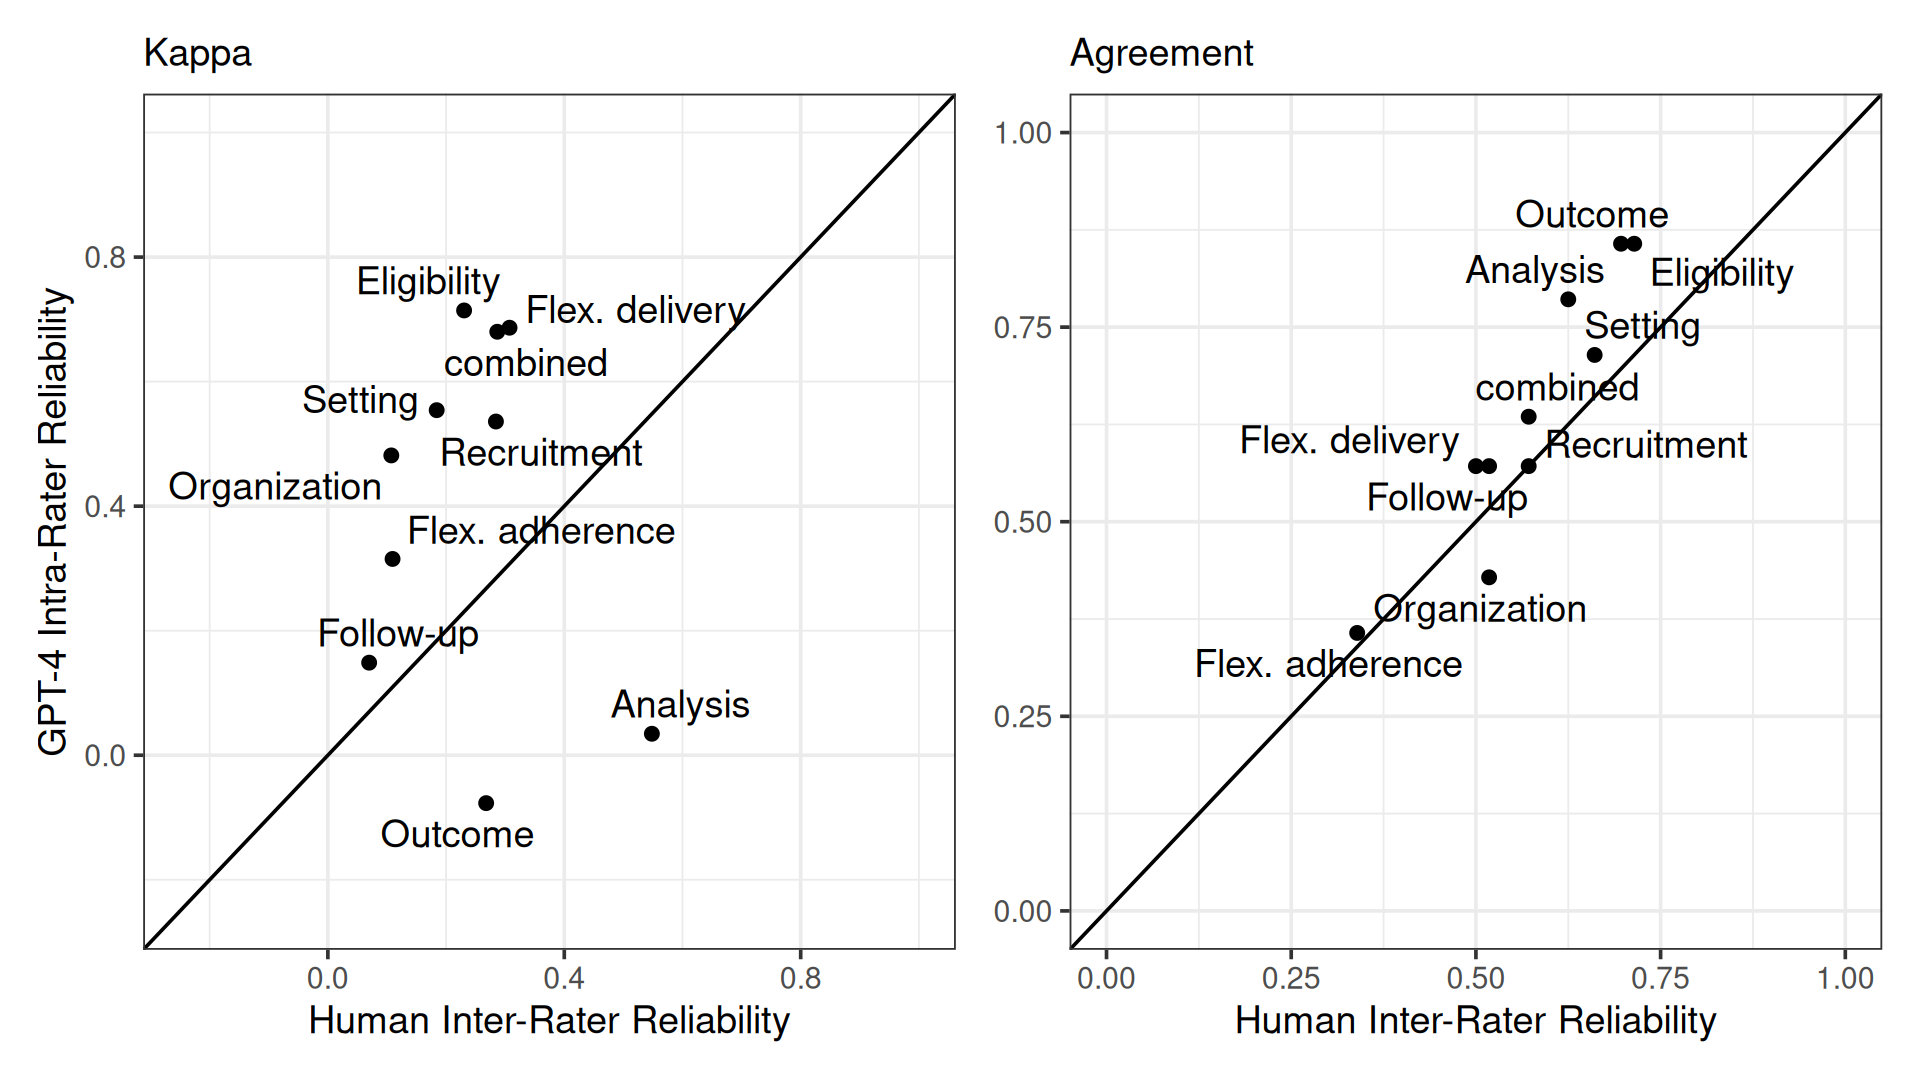 Kappa
Agreement
GPT-4 Intra-Rater Reliability
0.8
0.4
0.0
Eligibility
Flex. delivery
combined
Setting
Recruitment
Organization
Flex. adherence
Follow-up
Analysis
Outcome
0.0 0.4 0.8
Human Inter-Rater Reliability
1.00
0.75
0.50
0.25
0.00
Outcome
Analysis
Eligibility
Setting
combined
Flex. delivery
Recruitment
Follow-up
Organization
Flex. adherence
0.00 0.25 0.50 0.75 1.00
Human Inter-Rater Reliability